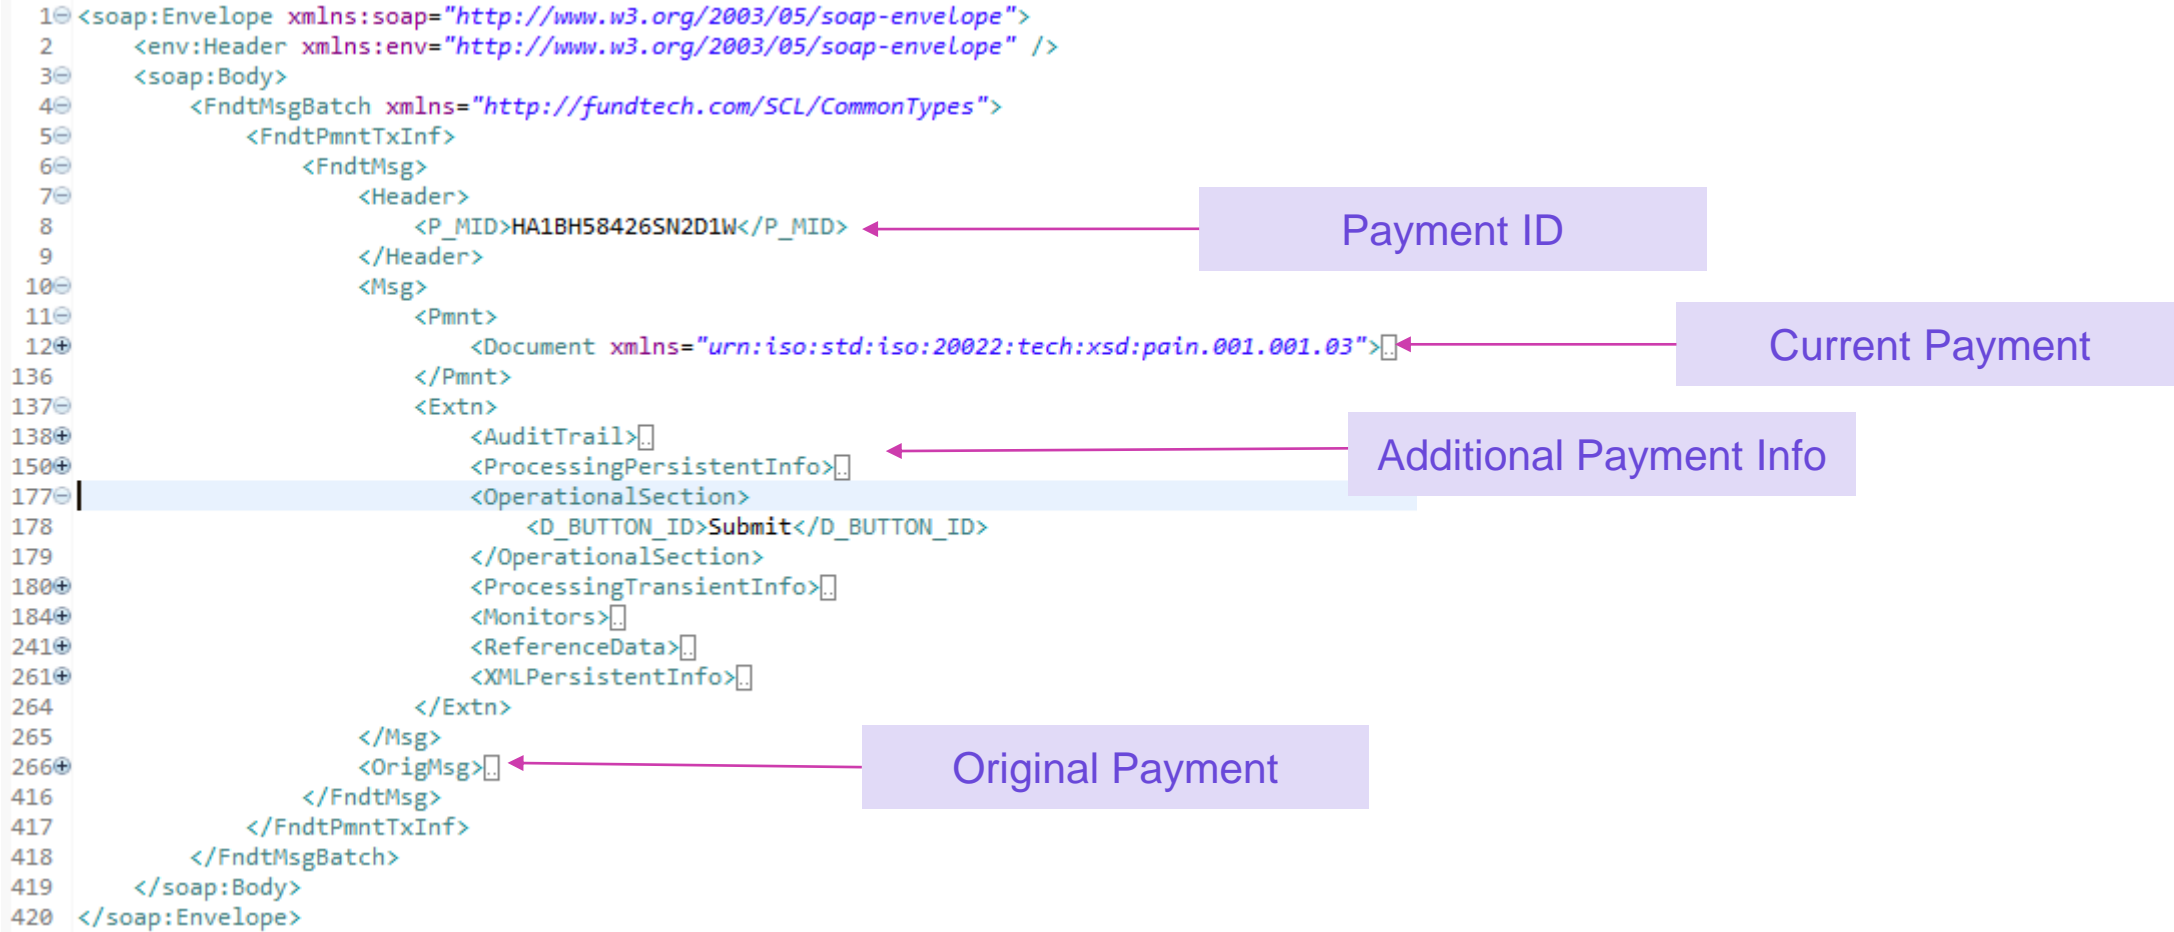 1 <soap:Envelope xmlns:soap="http://www.w3.org/2003/05/soap-envelope">
2 <env:Header xmlns:env="http://www.w3.org/2003/05/soap-envelope" />
3 <soap:Body>
4 <FndtMsgBatch xmlns="http://fundtech.com/SCL/CommonTypes">
5 <FndtPmntTxInf>
6 <FndtMsg>
7 <Header>
8 <P_MID>HA1BH58426SN2D1W</P_MID> Payment ID
9 </Header>
10 <Msg>
11 <Pmnt>
12 <Document xmlns="urn:iso:std:iso:20022:tech:xsd:pain.001.001.03">.. Current Payment
136 </Pmnt>
137 <Extn>
138 <AuditTrail>..
150 <ProcessingPersistentInfo>.. Additional Payment Info
177 <OperationalSection>
178 <D_BUTTON_ID>Submit</D_BUTTON_ID>
179 </OperationalSection>
180 <ProcessingTransientInfo>..
184 <Monitors>..
241 <ReferenceData>..
261 <XMLPersistentInfo>..
264 </Extn>
265 </Msg>
266 <OrigMsg>.. Original Payment
416 </FndtMsg>
417 </FndtPmntTxInf>
418 </FndtMsgBatch>
419 </soap:Body>
420 </soap:Envelope>